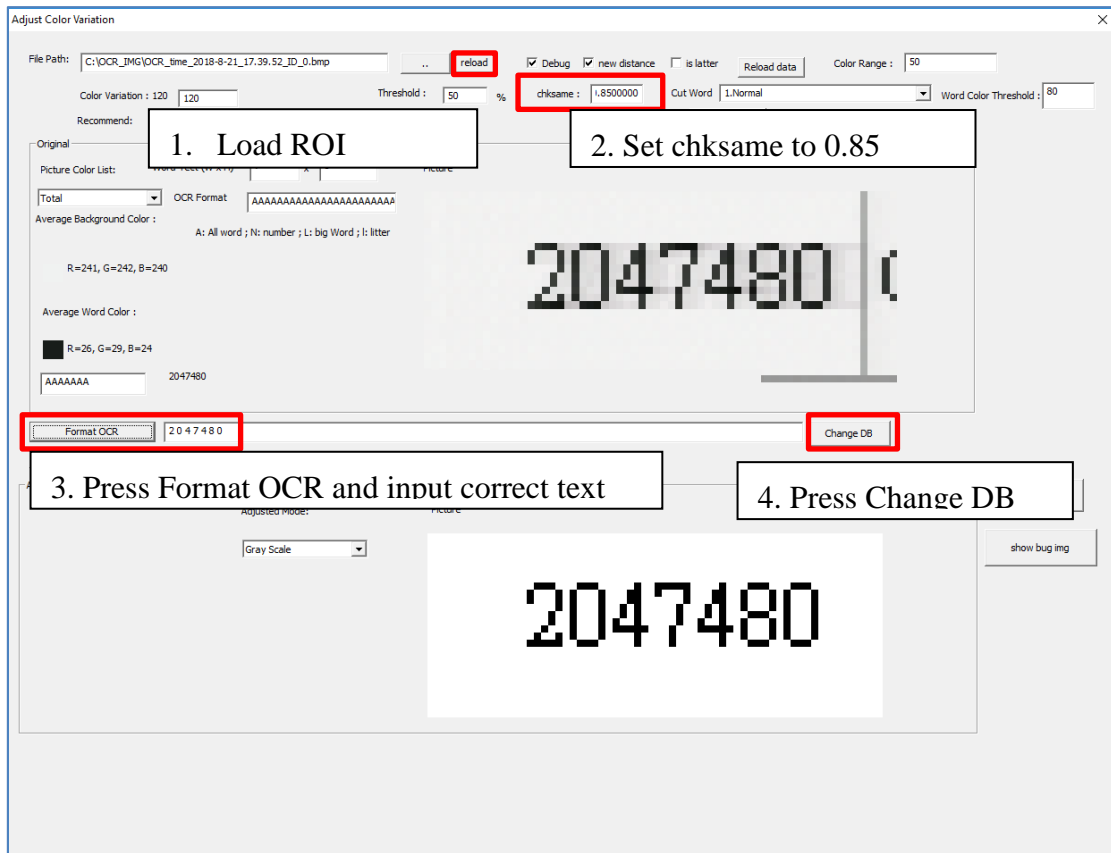 Adjust Color Variation
File Path: C:\OCR_IMG\OCR_time_2018-8-21_17.39.52_ID_0.bmp .. reload Debug new distance is latter Reload data Color Range : 50
Color Variation : 120 120 Threshold : 50 % chksame : 0.8500000 Cut Word 1.Normal Word Color Threshold : 80
Recommend:
1. Load ROI
2. Set chksame to 0.85
Original
Picture Color List:
Total OCR Format AAAAAAAAAAAAAAAAAAAAAAA
Average Background Color :
A: All word ; N: number ; L: big Word ; l: litter
R=241, G=242, B=240
2047480
Average Word Color :
R=26, G=29, B=24
AAAAAAA 2047480
Format OCR 2 0 4 7 4 8 0 Change DB
3. Press Format OCR and input correct text
4. Press Change DB
Adjusted Mode: Picture
Gray Scale
show bug img
2047480